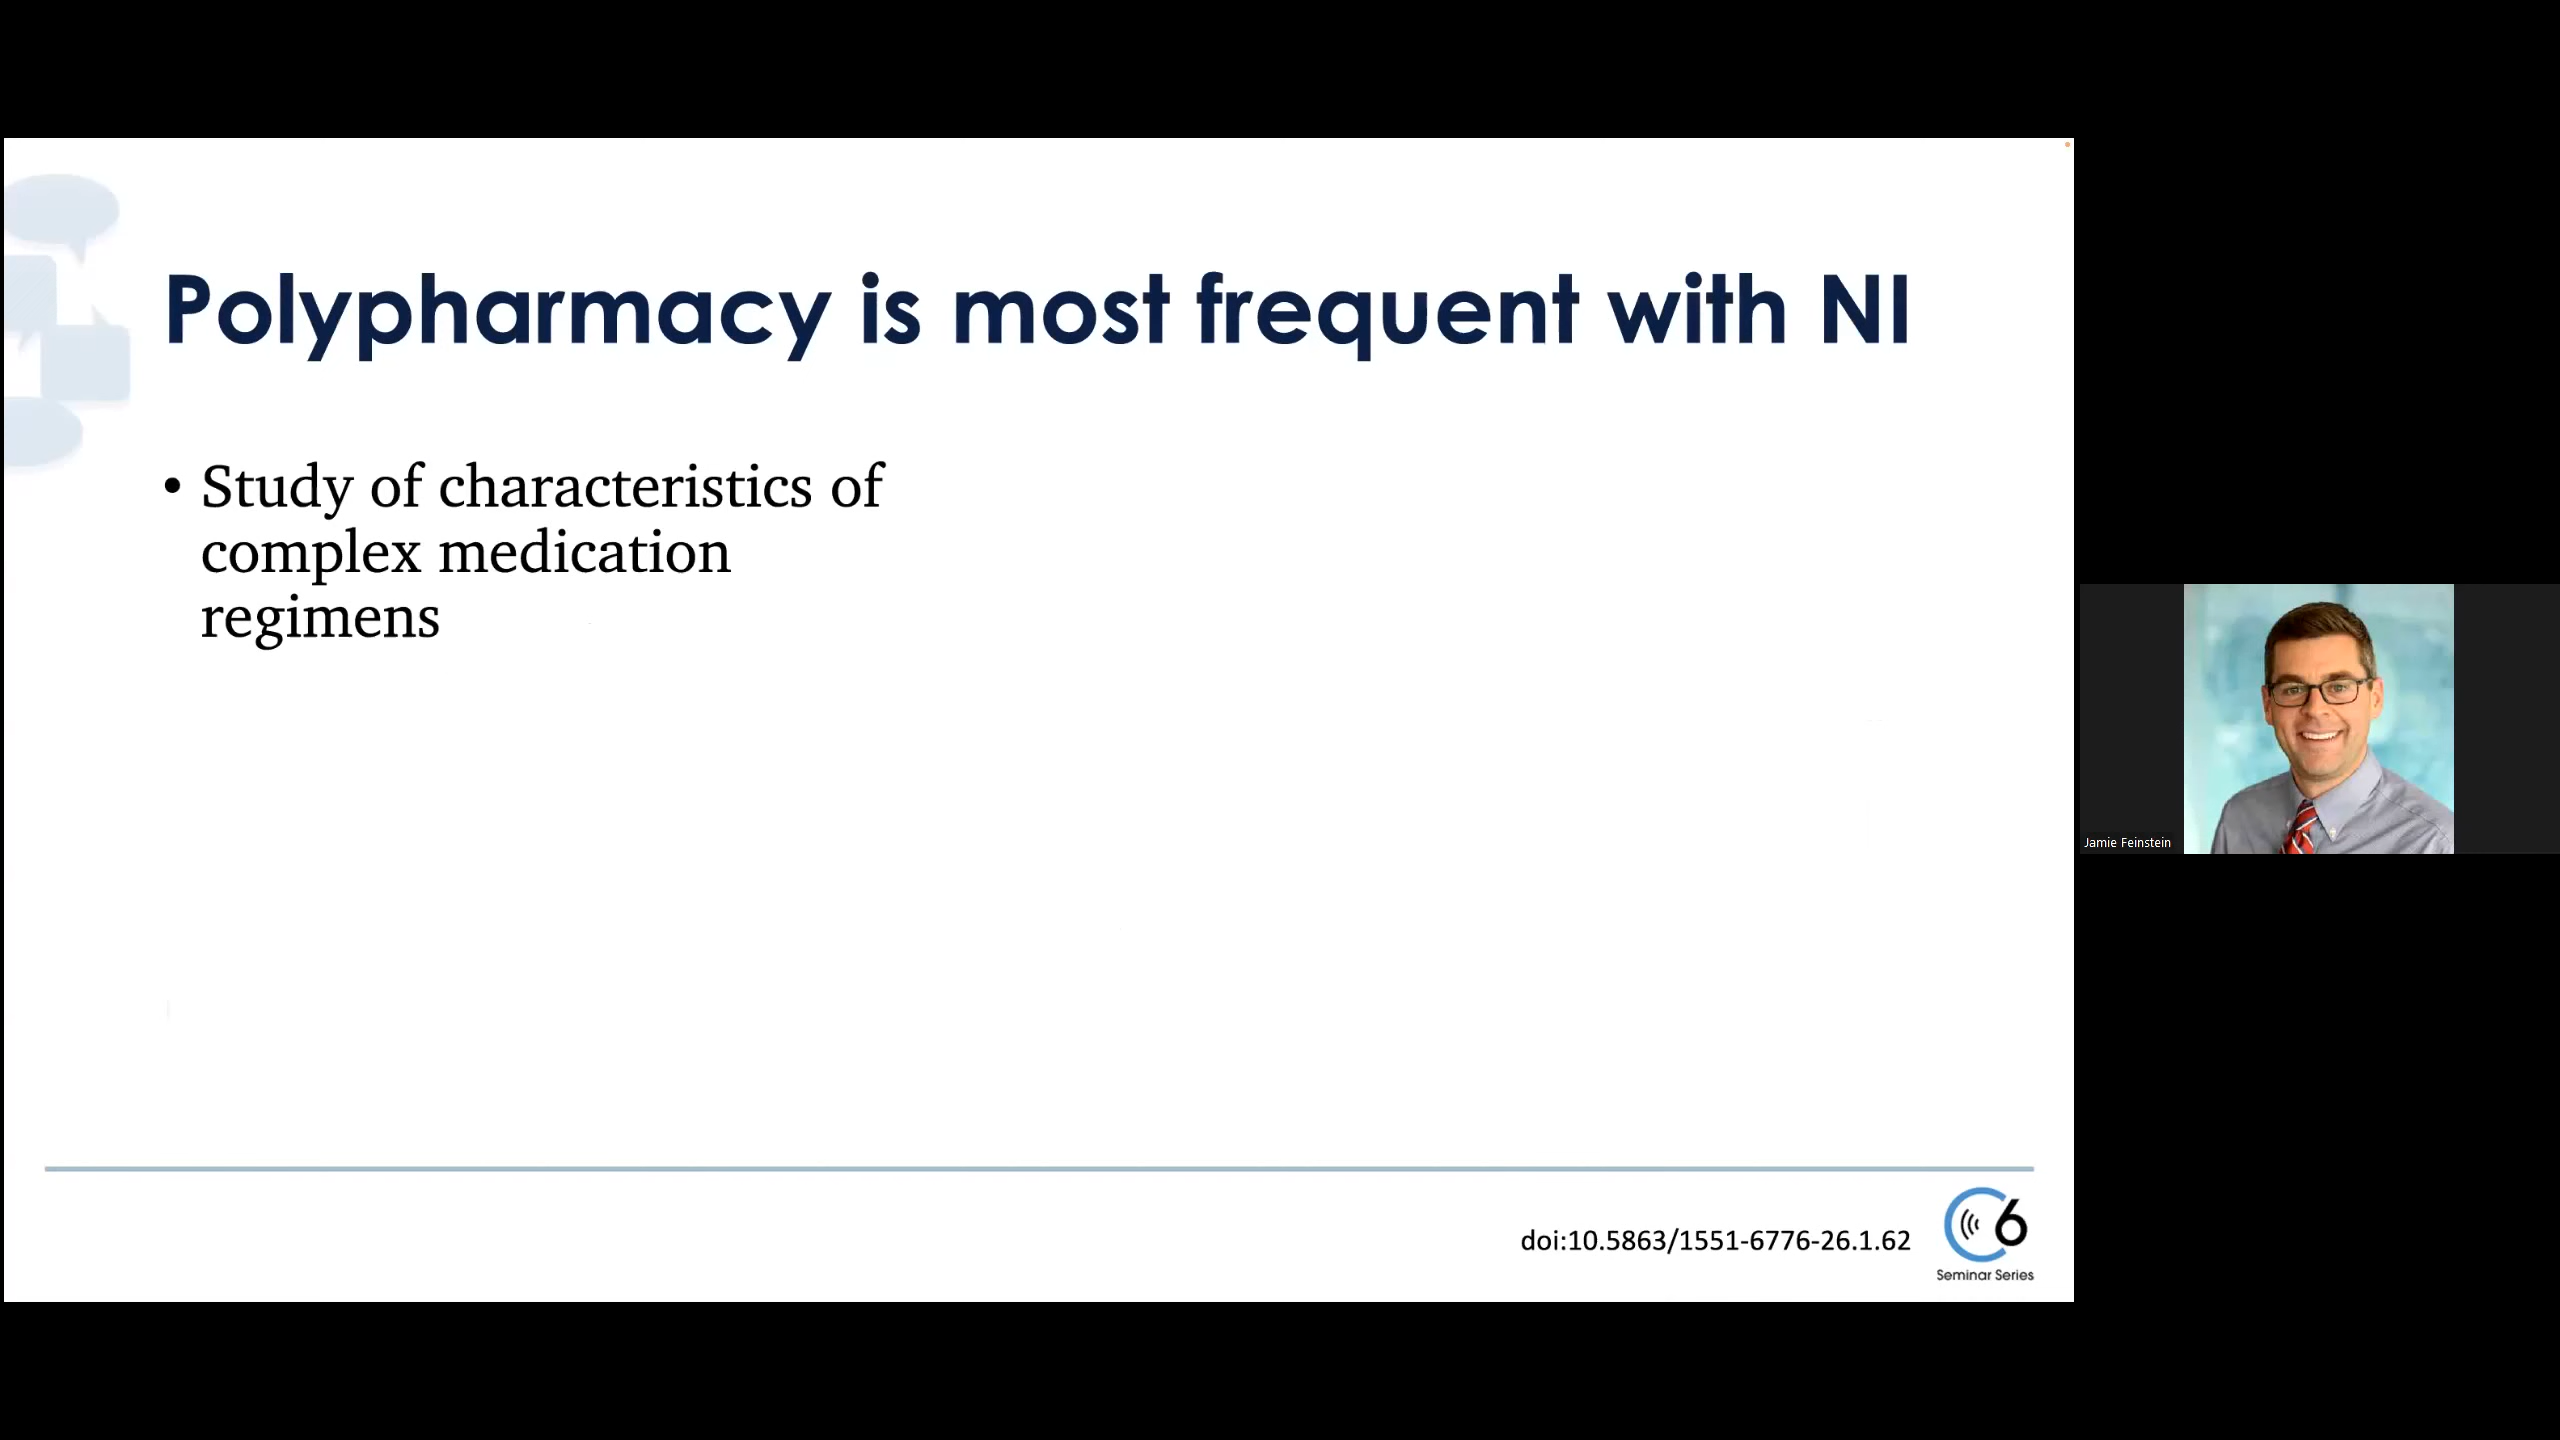 Polypharmacy is most frequent with NI
• Study of characteristics of
complex medication
regimens
Jamie Feinstein
doi:10.5863/1551-6776-26.1.62
C6
Seminar Series